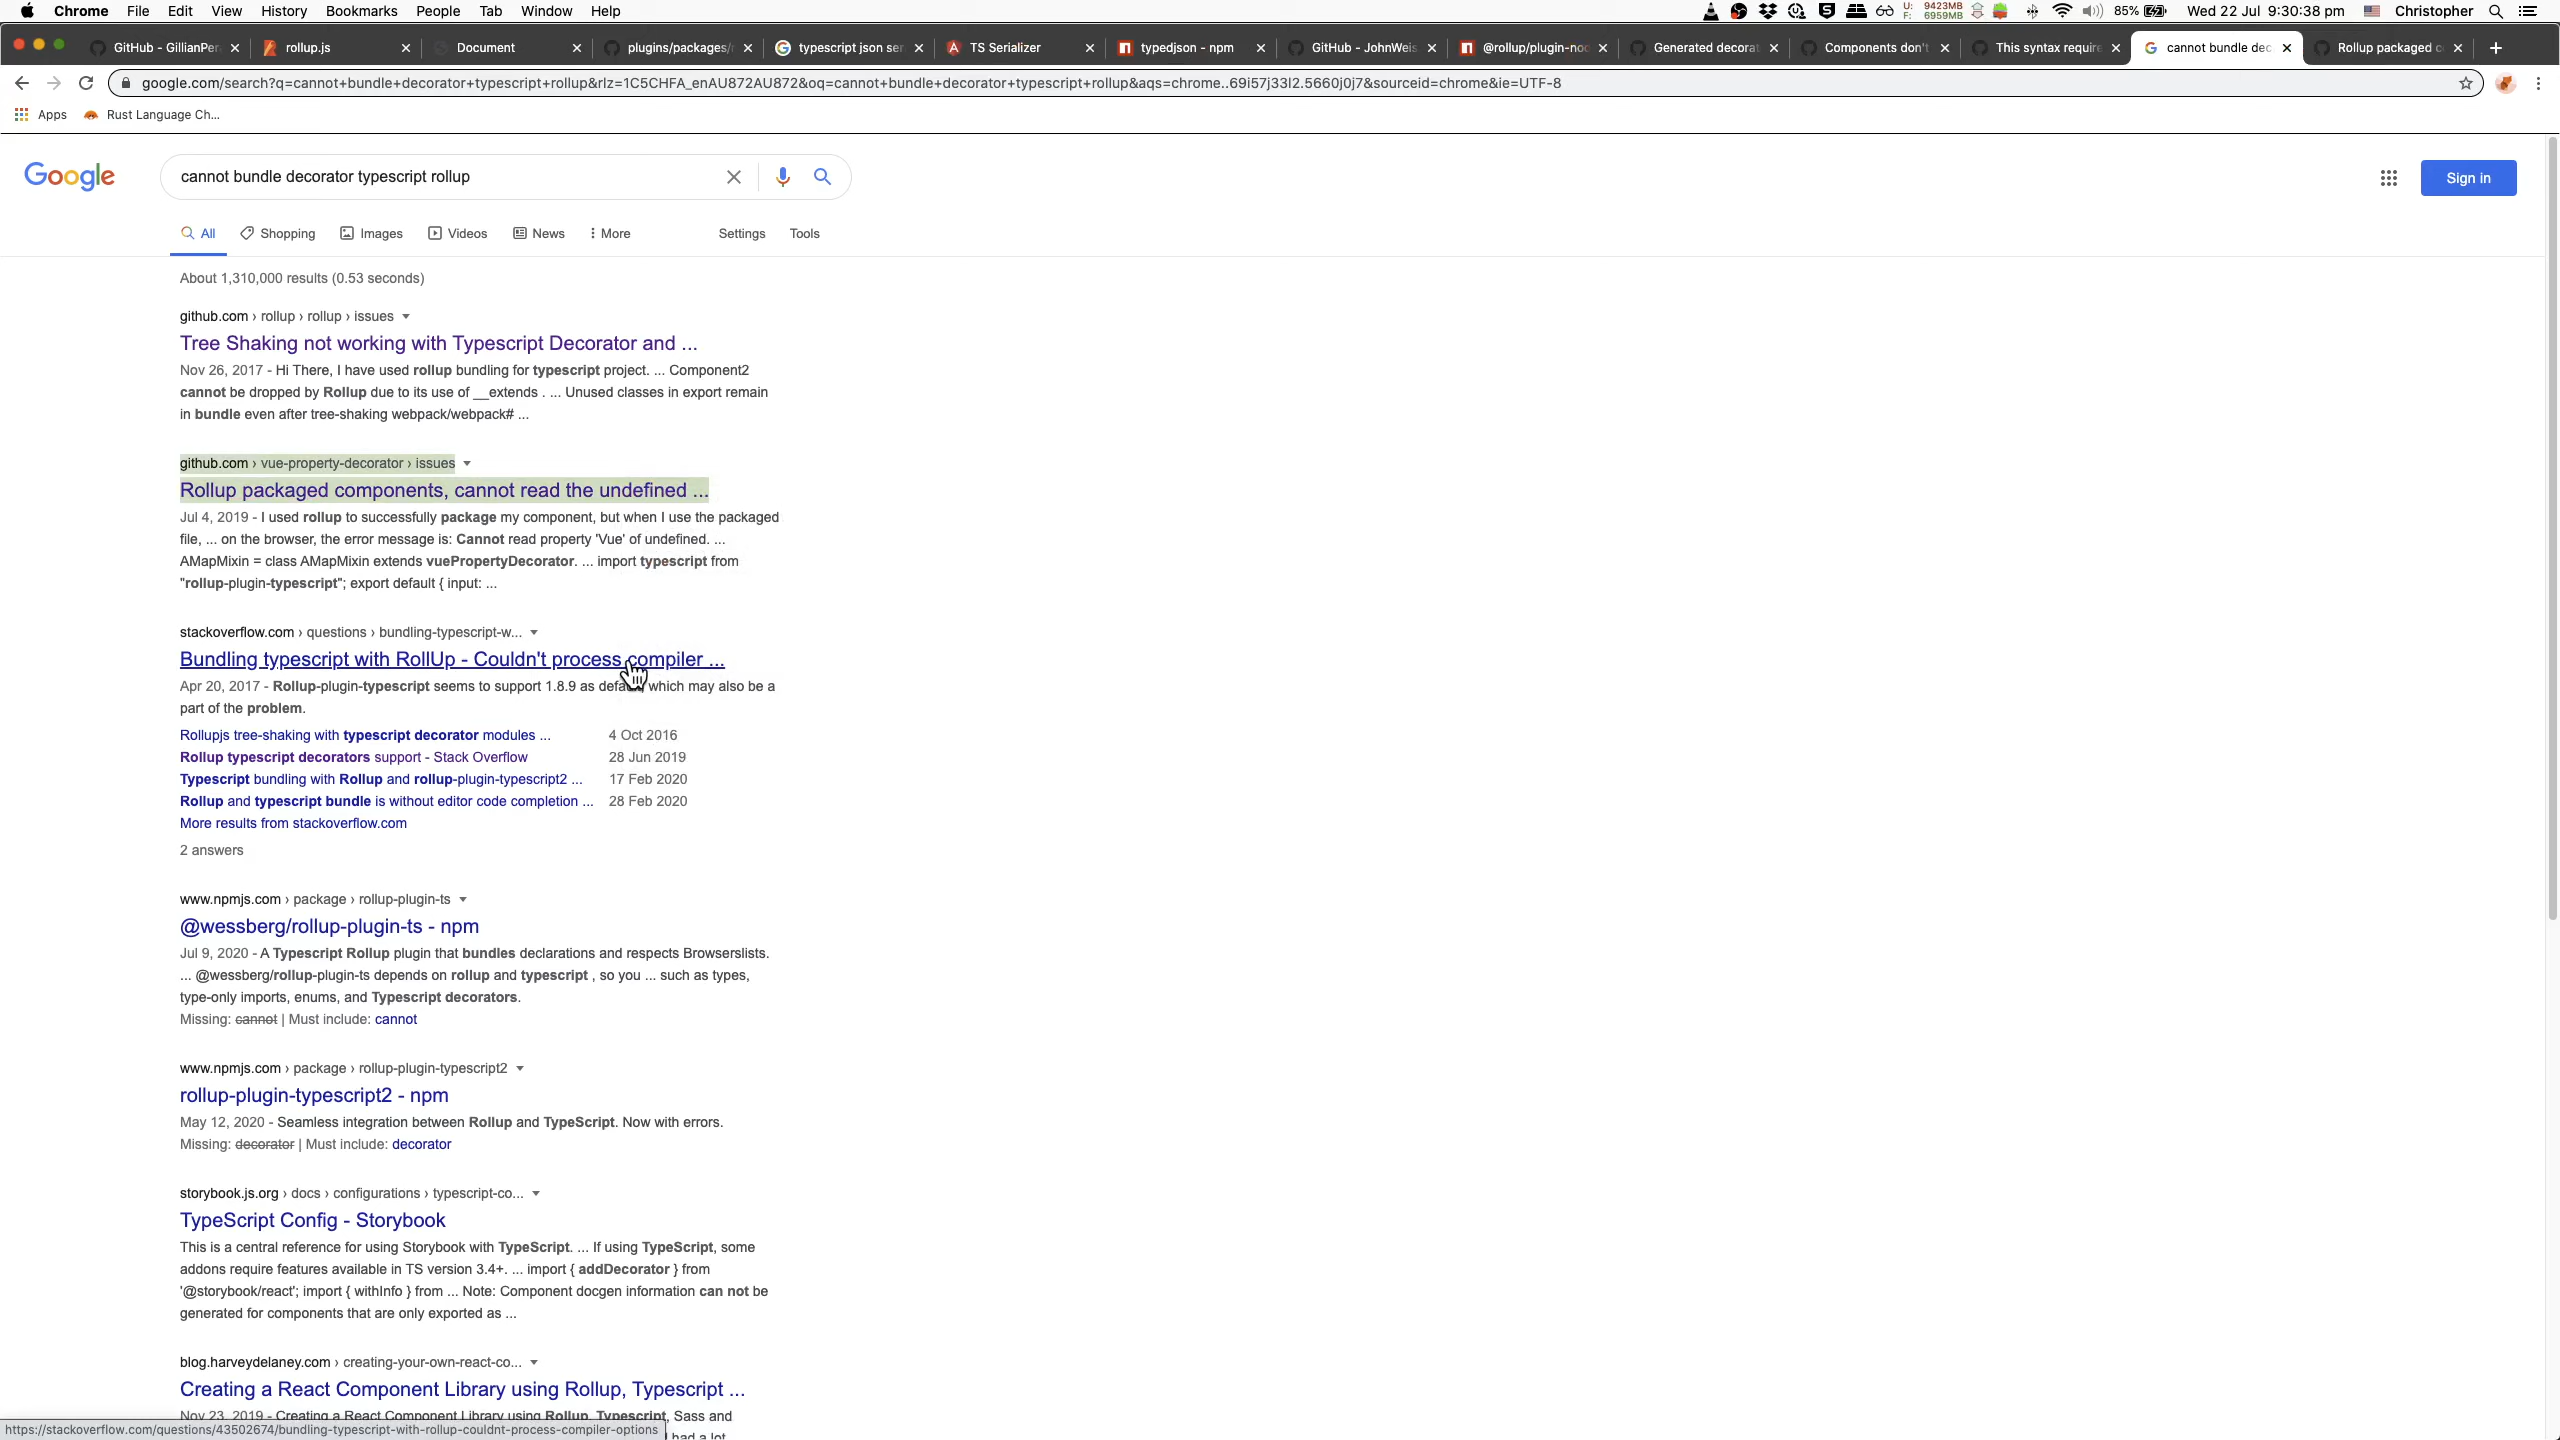 Chrome File Edit View History Bookmarks People Tab Window Help
U: 9423MB
F: 6959MB
85% Wed 22 Jul 9:30:38 pm Christopher
GitHub - GillianPer
rollup.js
Document
plugins/packages/
typescript json ser
TS Serializer
typedjson - npm
GitHub - JohnWeis
@rollup/plugin-no
Generated decorat
Components don't
This syntax require
cannot bundle dec
Rollup packaged c
google.com/search?q=cannot+bundle+decorator+typescript+rollup&rlz=1C5CHFA_enAU872AU872&oq=cannot+bundle+decorator+typescript+rollup&aqs=chrome..69i57j33l2.5660j0j7&sourceid=chrome&ie=UTF-8
Apps Rust Language Ch...
Google
cannot bundle decorator typescript rollup
Sign in
All Shopping Images Videos News More Settings Tools
About 1,310,000 results (0.53 seconds)
github.com › rollup › rollup › issues
Tree Shaking not working with Typescript Decorator and ...
Nov 26, 2017 - Hi There, I have used rollup bundling for typescript project. ... Component2
cannot be dropped by Rollup due to its use of __extends . ... Unused classes in export remain
in bundle even after tree-shaking webpack/webpack# ...
github.com › vue-property-decorator › issues
Rollup packaged components, cannot read the undefined ...
Jul 4, 2019 - I used rollup to successfully package my component, but when I use the packaged
file, ... on the browser, the error message is: Cannot read property 'Vue' of undefined. ...
AMapMixin = class AMapMixin extends vuePropertyDecorator. ... import typescript from
"rollup-plugin-typescript"; export default { input: ...
stackoverflow.com › questions › bundling-typescript-w...
Bundling typescript with RollUp - Couldn't process compiler ...
Apr 20, 2017 - Rollup-plugin-typescript seems to support 1.8.9 as default, which may also be a
part of the problem.
Rollupjs tree-shaking with typescript decorator modules ... 4 Oct 2016
Rollup typescript decorators support - Stack Overflow 28 Jun 2019
Typescript bundling with Rollup and rollup-plugin-typescript2 ... 17 Feb 2020
Rollup and typescript bundle is without editor code completion ... 28 Feb 2020
More results from stackoverflow.com
2 answers
www.npmjs.com › package › rollup-plugin-ts
@wessberg/rollup-plugin-ts - npm
Jul 9, 2020 - A Typescript Rollup plugin that bundles declarations and respects Browserslists.
... @wessberg/rollup-plugin-ts depends on rollup and typescript , so you ... such as types,
type-only imports, enums, and Typescript decorators.
Missing: cannot | Must include: cannot
www.npmjs.com › package › rollup-plugin-typescript2
rollup-plugin-typescript2 - npm
May 12, 2020 - Seamless integration between Rollup and TypeScript. Now with errors.
Missing: decorator | Must include: decorator
storybook.js.org › docs › configurations › typescript-co...
TypeScript Config - Storybook
This is a central reference for using Storybook with TypeScript. ... If using TypeScript, some
addons require features available in TS version 3.4+. ... import { addDecorator } from
'@storybook/react'; import { withInfo } from ... Note: Component docgen information can not be
generated for components that are only exported as ...
blog.harveydelaney.com › creating-your-own-react-co...
Creating a React Component Library using Rollup, Typescript ...
Nov 23, 2019 - Creating a React Component Library using Rollup, Typescript, Sass and
https://stackoverflow.com/questions/43502674/bundling-typescript-with-rollup-couldnt-process-compiler-options
had a lot